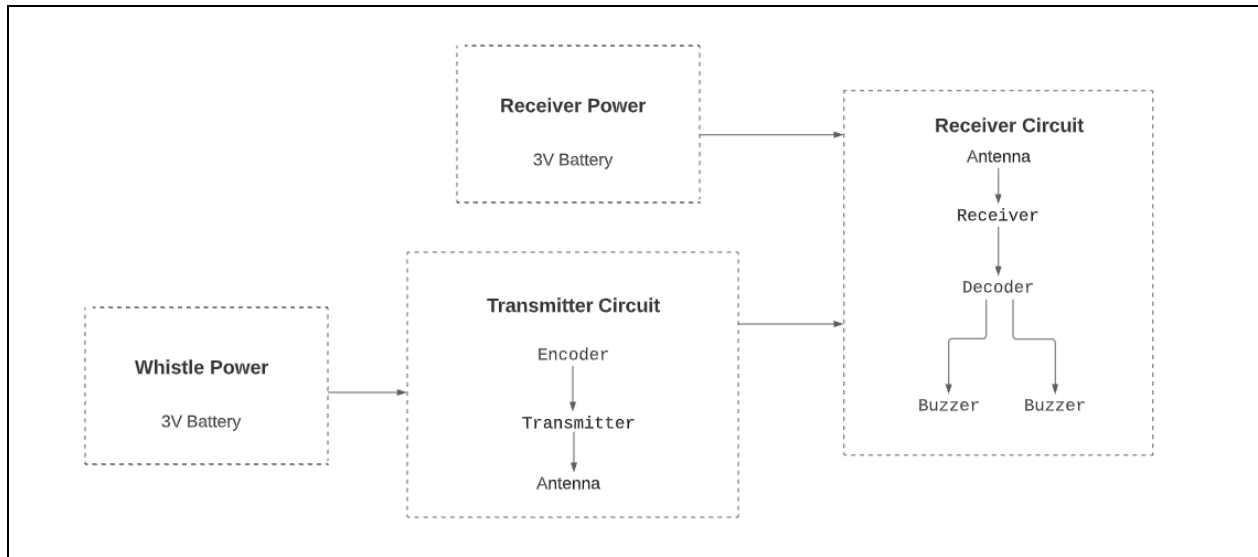 Receiver Power
3V Battery
Receiver Circuit
Antenna
Receiver
Decoder
Buzzer Buzzer
Transmitter Circuit
Encoder
Transmitter
Antenna
Whistle Power
3V Battery